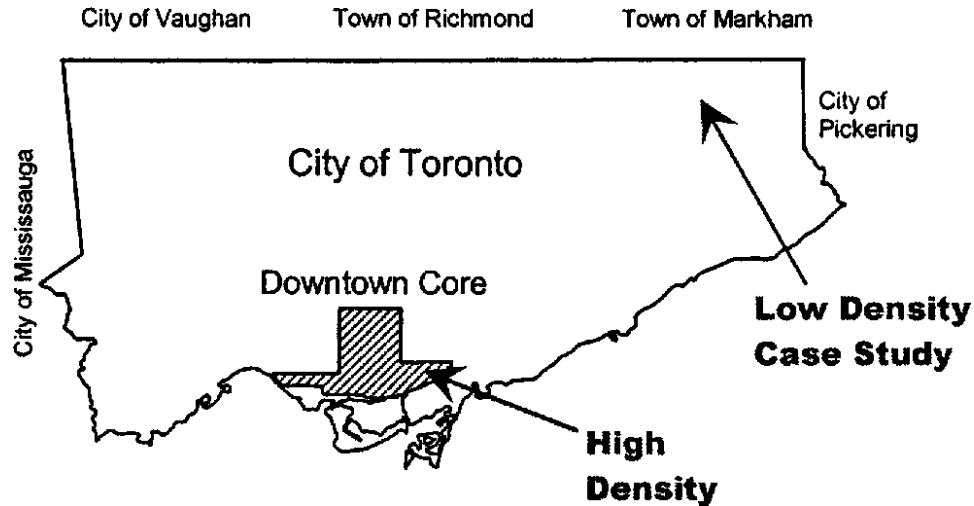 City of Vaughan
Town of Richmond
Town of Markham
City of
Pickering
City of Toronto
City of Mississauga
Downtown Core
Low Density
Case Study
High
Density